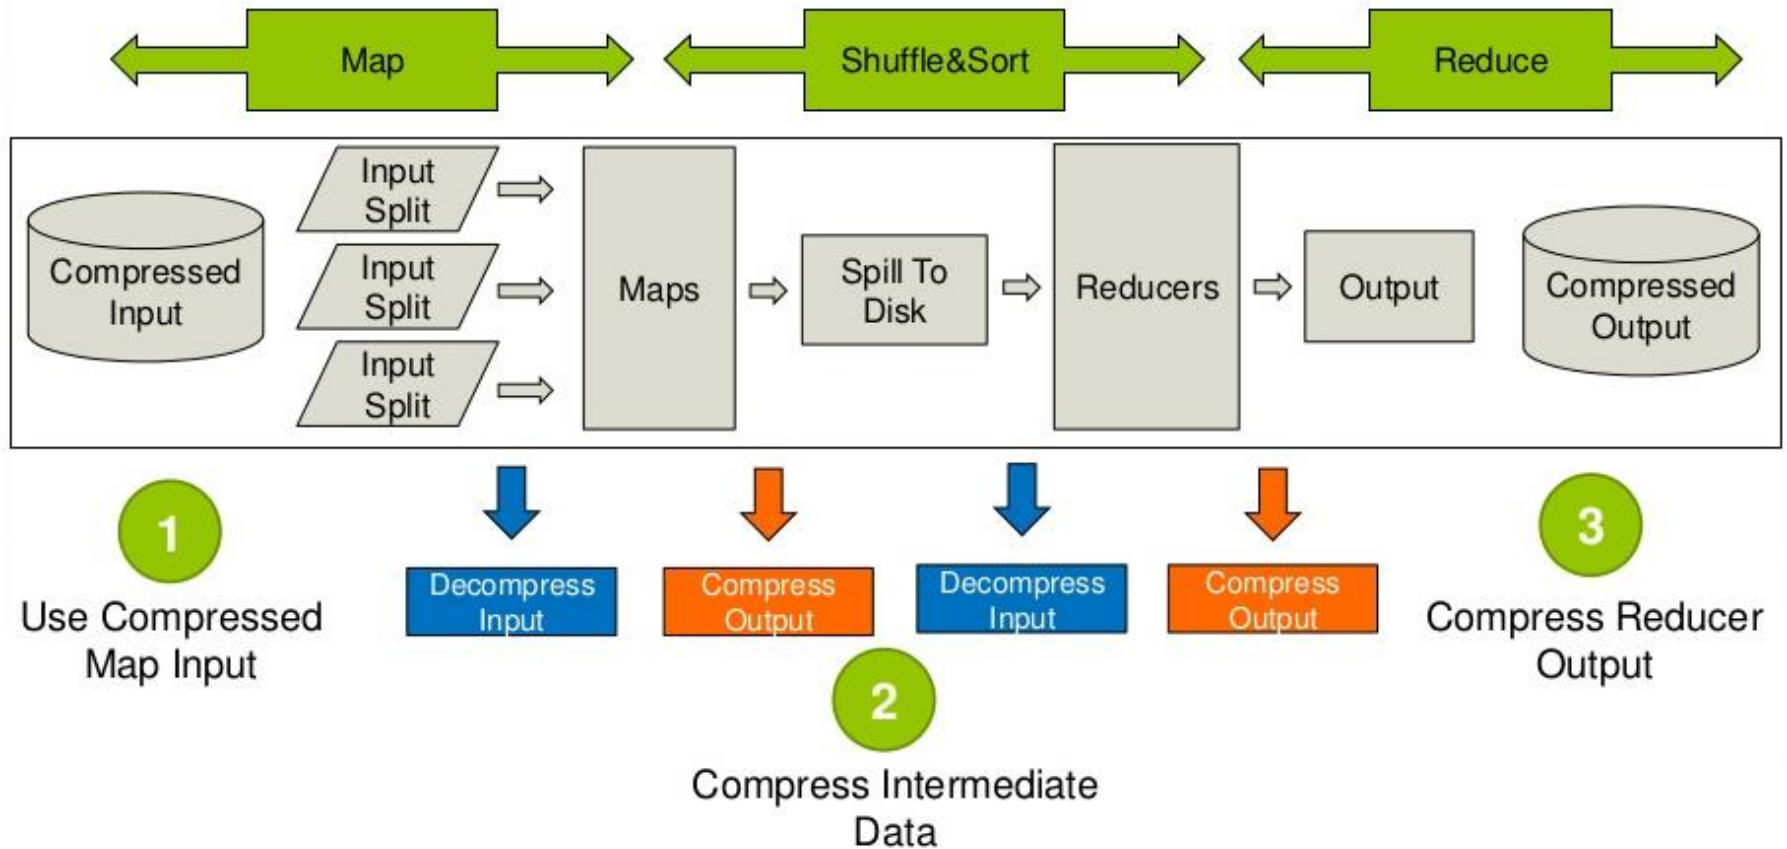 Map
Shuffle&Sort
Reduce
Compressed
Input
Input
Split
Input
Split
Input
Split
Maps
Spill To
Disk
Reducers
Output
Compressed
Output
1
Use Compressed
Map Input
Decompress
Input
Compress
Output
2
Compress Intermediate
Data
Decompress
Input
Compress
Output
3
Compress Reducer
Output